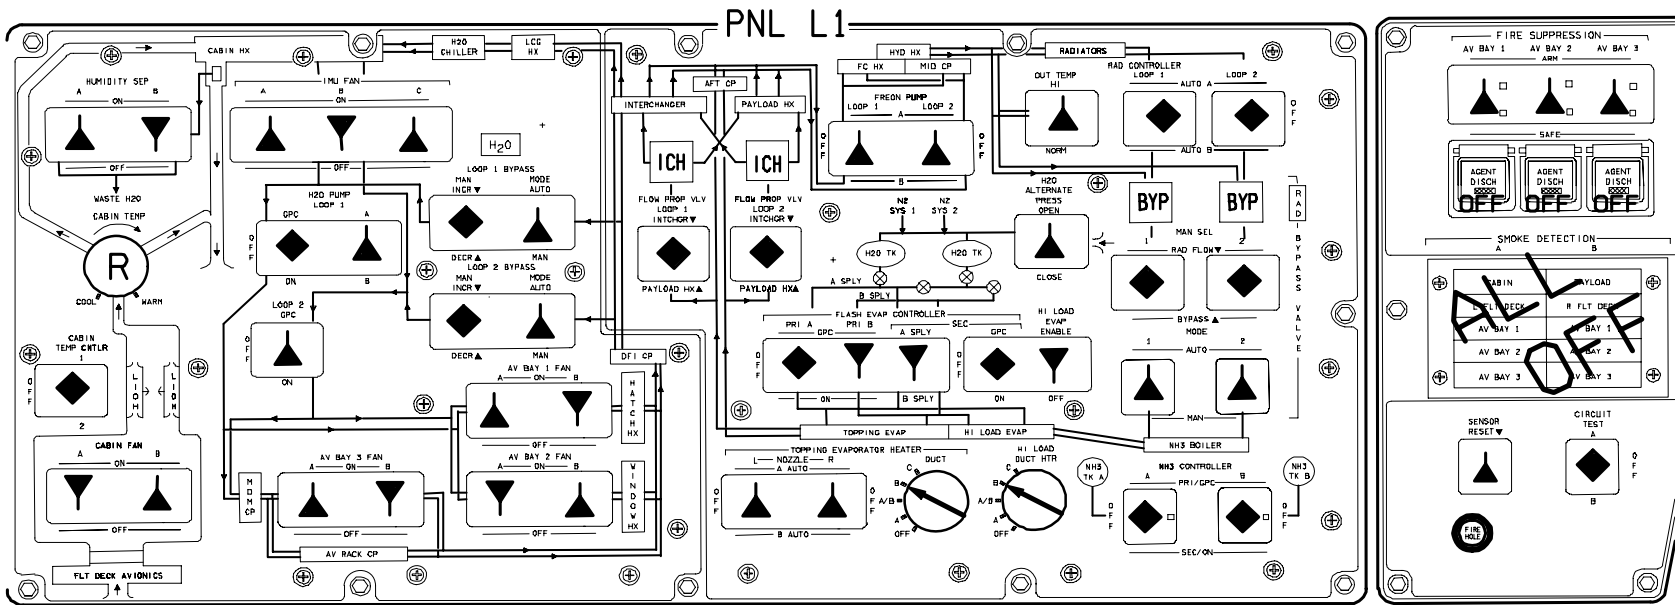 PNL L1
CABIN HX
H2O CHILLER
LCG HX
HUMIDITY SEP
A B
ON
OFF
WASTE H2O
CABIN TEMP
R
COOL WARM
CABIN TEMP CNTLR
1
OFF
2
LIOH LIOH
CABIN FAN
A B
ON
OFF
FLT DECK AVIONICS
IMU FAN
A B C
ON
OFF
H2O
H2O PUMP
LOOP 1
GPC A
OFF
ON B
LOOP 2
GPC
OFF
ON
LOOP 1 BYPASS
MAN MODE
INCR▼ AUTO
DECR▲ MAN
LOOP 2 BYPASS
MAN MODE
INCR▼ AUTO
DECR▲ MAN
AV BAY 1 FAN
A ON B
OFF
AV BAY 3 FAN
A ON B
OFF
AV BAY 2 FAN
A ON B
OFF
MDM CP
AV RACK CP
DFI CP
HATCH HX
WINDOW HX
INTERCHANGER
AFT CP
PAYLOAD HX
ICH ICH
FLOW PROP VLV
LOOP 1
INTCHGR▼
PAYLOAD HX▲
FLOW PROP VLV
LOOP 2
INTCHGR▼
PAYLOAD HX▲
HYD HX
FC HX MID CP
FREON PUMP
LOOP 1 LOOP 2
A
OFF OFF
B
N2 SYS 1
N2 SYS 2
H2O TK H2O TK
A SPLY
B SPLY
H2O
ALTERNATE
PRESS
OPEN
CLOSE
RADIATORS
OUT TEMP
HI
NORM
RAD CONTROLLER
LOOP 1 LOOP 2
AUTO A
OFF
AUTO B
BYP BYP
MAN SEL
1 2
RAD FLOW▼
BYPASS▲
RAD BYPASS VALVE
MODE
1 2
AUTO
MAN
FLASH EVAP CONTROLLER
PRI A PRI B SEC
GPC A SPLY GPC
OFF OFF
ON B SPLY ON
HI LOAD
EVAP
ENABLE
OFF
TOPPING EVAP HI LOAD EVAP
NH3 BOILER
TOPPING EVAPORATOR HEATER
L NOZZLE R
A AUTO
OFF OFF
B AUTO
DUCT
C
B
A/B
A
OFF
HI LOAD
DUCT HTR
C
B
A/B
A
OFF
NH3 TK A
NH3 CONTROLLER
A B
PRI/GPC
OFF OFF
SEC/ON
NH3 TK B
FIRE SUPPRESSION
AV BAY 1 AV BAY 2 AV BAY 3
ARM
SAFE
AGENT DISCH AGENT DISCH AGENT DISCH
OFF OFF OFF
SMOKE DETECTION
A B
CABIN PAYLOAD
L FLT DECK R FLT DECK
AV BAY 1 AV BAY 1
AV BAY 2 AV BAY 2
AV BAY 3 AV BAY 3
ALL OFF
SENSOR
RESET▼
CIRCUIT
TEST
A
OFF
B
FIRE HOLE